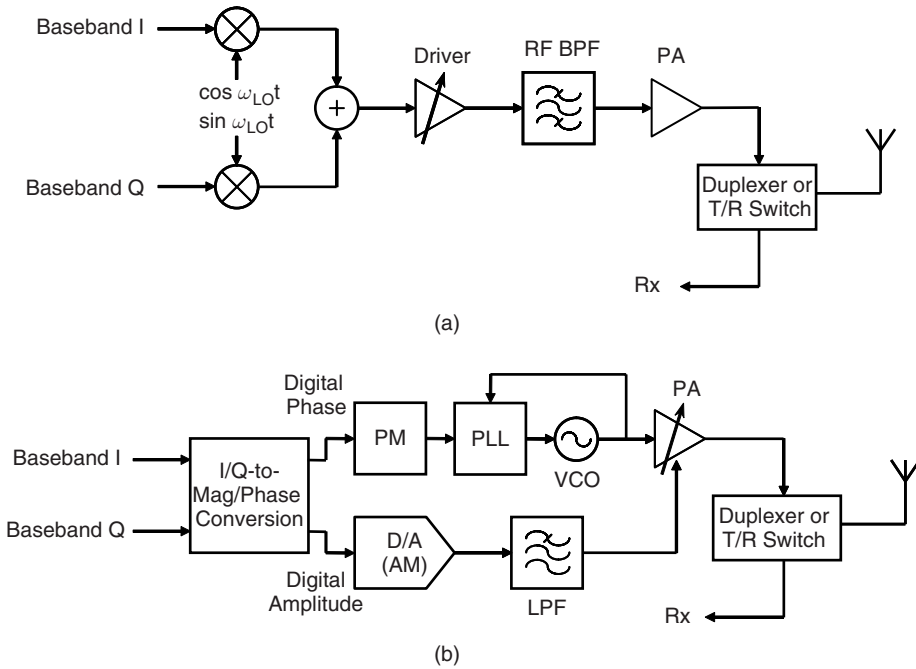 Baseband I
cos ωLOt
sin ωLOt
Baseband Q
+
Driver
RF BPF
PA
Duplexer or
T/R Switch
Rx
(a)
Baseband I
Baseband Q
I/Q-to-
Mag/Phase
Conversion
Digital
Phase
PM
PLL
VCO
PA
Digital
Amplitude
D/A
(AM)
LPF
Duplexer or
T/R Switch
Rx
(b)